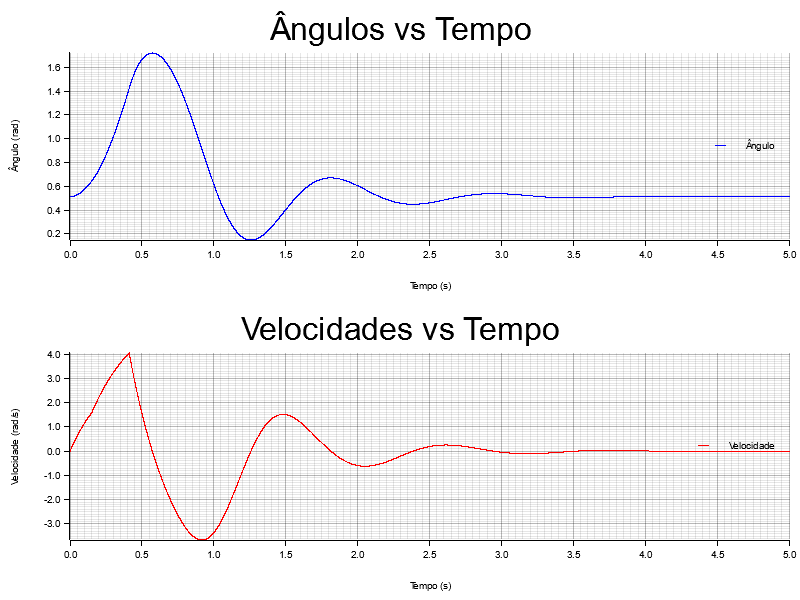 Ângulos vs Tempo
1.6
1.4
1.2
1.0
0.8
0.6
0.4
0.2
Ângulo (rad)
Ângulo
0.0 0.5 1.0 1.5 2.0 2.5 3.0 3.5 4.0 4.5 5.0
Tempo (s)
Velocidades vs Tempo
4.0
3.0
2.0
1.0
0.0
-1.0
-2.0
-3.0
Velocidade (rad/s)
Velocidade
0.0 0.5 1.0 1.5 2.0 2.5 3.0 3.5 4.0 4.5 5.0
Tempo (s)